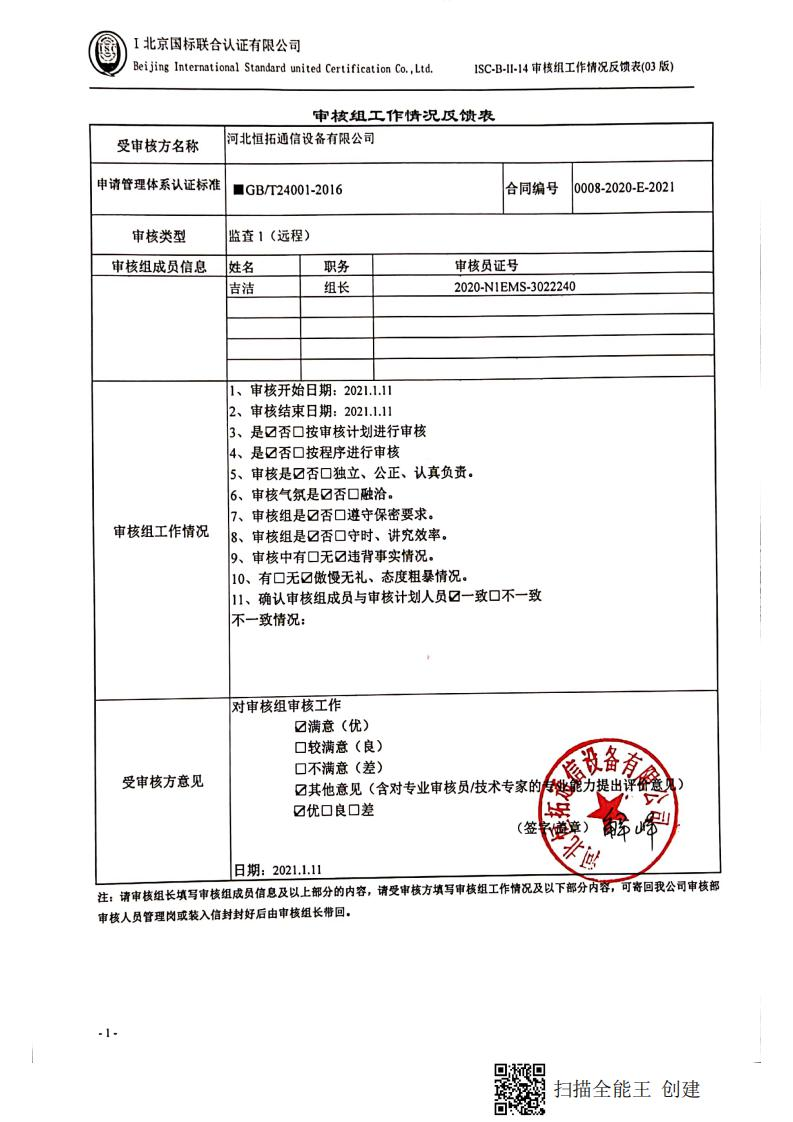 I 北京国标联合认证有限公司
Beijing International Standard united Certification Co.,Ltd. ISC-B-II-14 审核组工作情况反馈表(03 版)
审核组工作情况反馈表
受审核方名称 河北恒拓通信设备有限公司
申请管理体系认证标准 ■GB/T24001-2016 合同编号 0008-2020-E-2021
审核类型 监查 1（远程）
审核组成员信息 姓名 职务 审核员证号
吉洁 组长 2020-N1EMS-3022240
审核组工作情况
1、审核开始日期：2021.1.11
2、审核结束日期：2021.1.11
3、是☑否□按审核计划进行审核
4、是☑否□按程序进行审核
5、审核是☑否□独立、公正、认真负责。
6、审核气氛是☑否□融洽。
7、审核组是☑否□遵守保密要求。
8、审核组是☑否□守时、讲究效率。
9、审核中有□无☑违背事实情况。
10、有□无☑傲慢无礼、态度粗暴情况。
11、确认审核组成员与审核计划人员☑一致□不一致
不一致情况：
受审核方意见
对审核组审核工作
☑满意（优）
□较满意（良）
□不满意（差）
☑其他意见（含对专业审核员/技术专家的专业能力提出评价意见）
☑优□良□差
（签字/盖章）
河北恒拓通信设备有限公司
日期：2021.1.11
注：请审核组长填写审核组成员信息及以上部分的内容，请受审核方填写审核组工作情况及以下部分内容，可寄回我公司审核部
审核人员管理岗或装入信封封好后由审核组长带回。
- 1 -
扫描全能王 创建